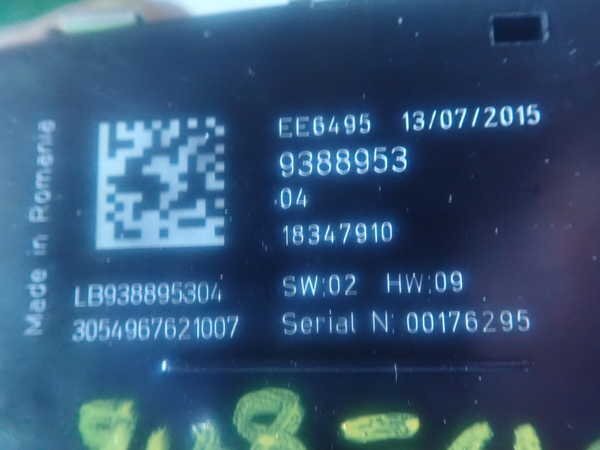 Made in Romania
EE6495 13/07/2015
9388953
04
18347910
LB938895304
SW:02 HW:09
3054967621007
Serial N: 00176295